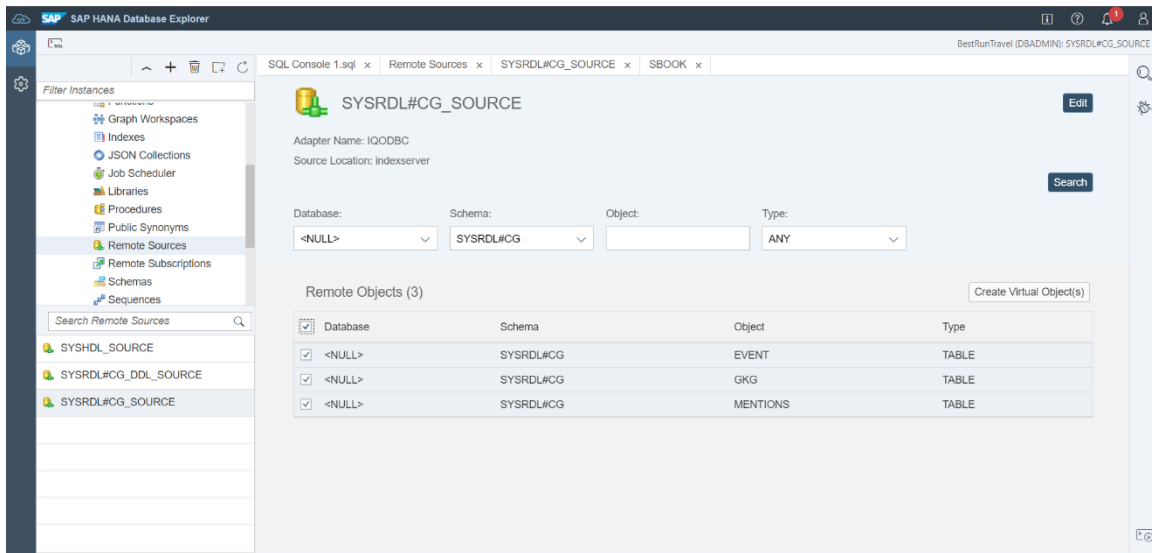 SAP SAP HANA Database Explorer
1
SQL
BestRunTravel (DBADMIN): SYSRDL#CG_SOURCE
SQL Console 1.sql x Remote Sources x SYSRDL#CG_SOURCE x SBOOK x
Filter Instances
Graph Workspaces
Indexes
JSON Collections
Job Scheduler
Libraries
Procedures
Public Synonyms
Remote Sources
Remote Subscriptions
Schemas
Sequences
Search Remote Sources
SYSHDL_SOURCE
SYSRDL#CG_DDL_SOURCE
SYSRDL#CG_SOURCE
SYSRDL#CG_SOURCE
Edit
Adapter Name: IQODBC
Source Location: indexserver
Search
Database: Schema: Object: Type:
<NULL> SYSRDL#CG ANY
Remote Objects (3)
Create Virtual Object(s)
Database Schema Object Type
<NULL> SYSRDL#CG EVENT TABLE
<NULL> SYSRDL#CG GKG TABLE
<NULL> SYSRDL#CG MENTIONS TABLE